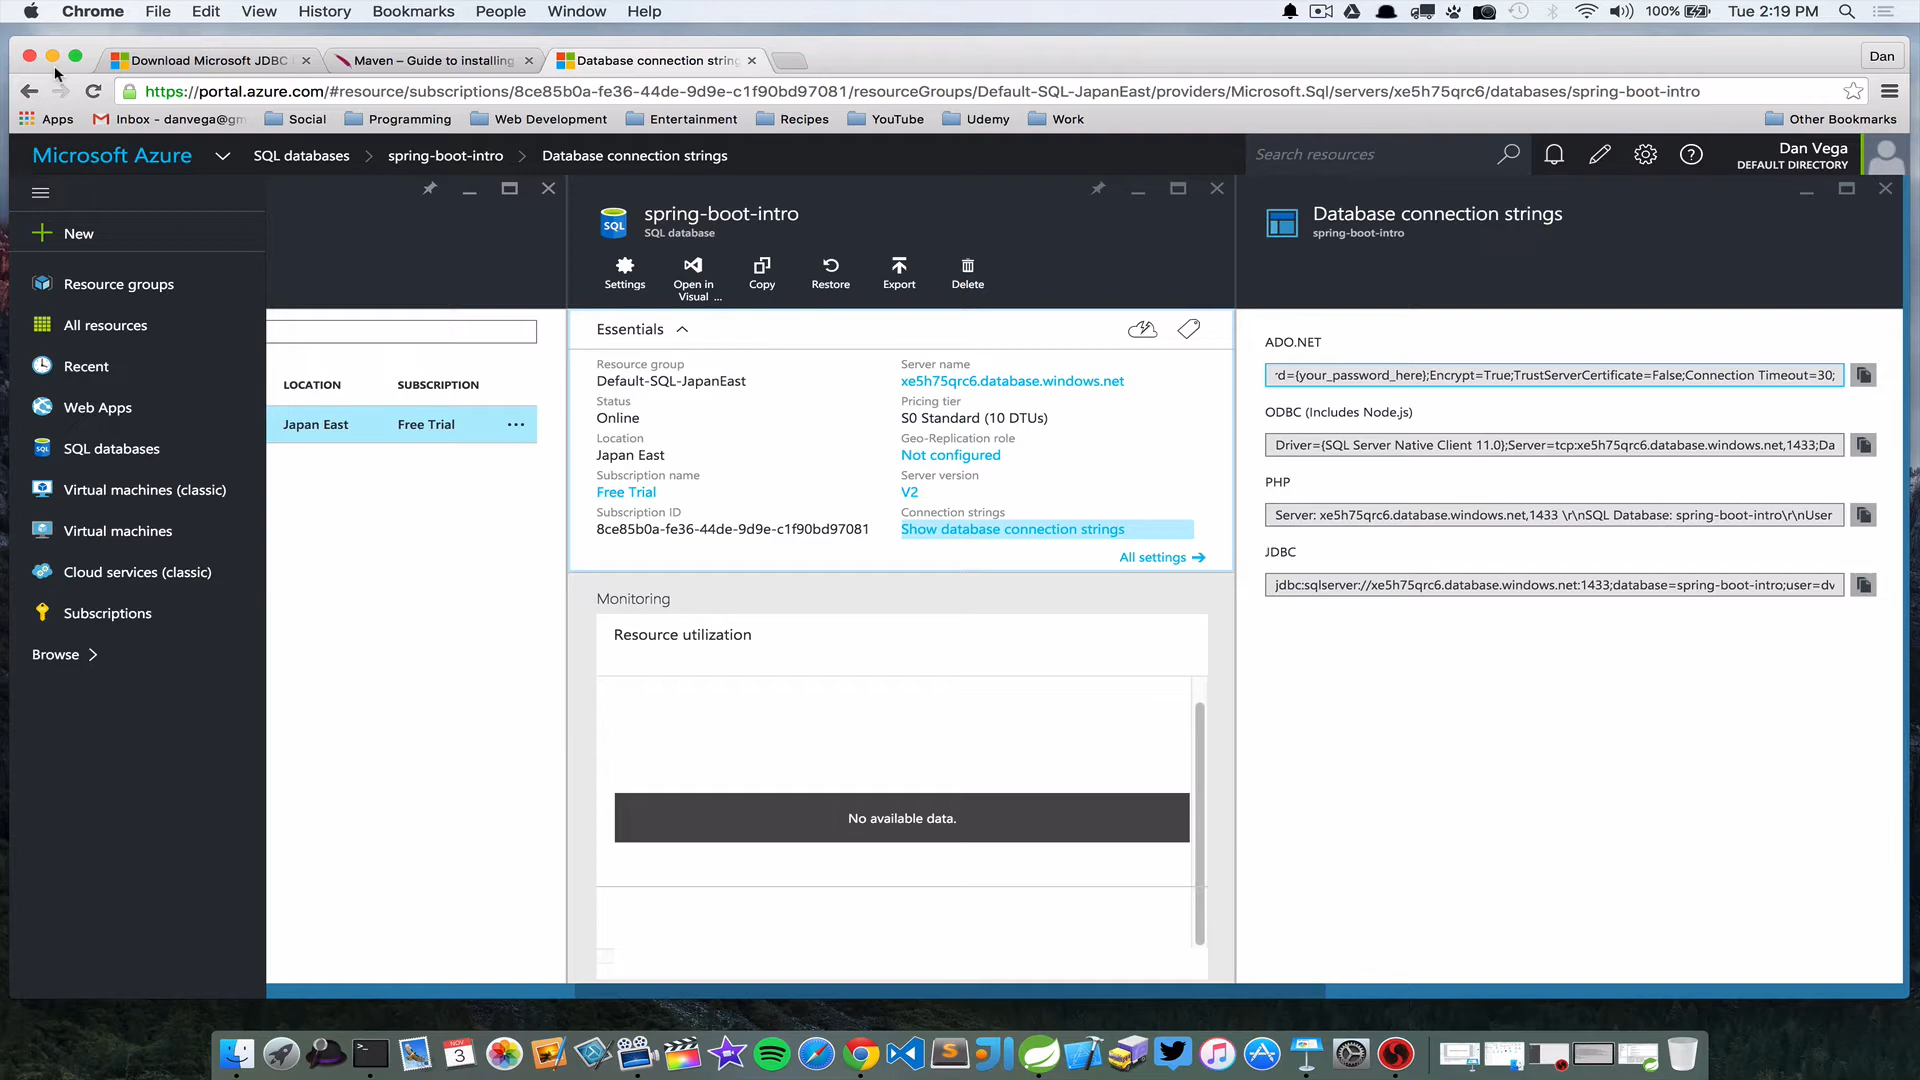 Chrome File Edit View History Bookmarks People Window Help 100% Tue 2:19 PM
Download Microsoft JDBC Maven – Guide to installing Database connection string Dan
https://portal.azure.com/#resource/subscriptions/8ce85b0a-fe36-44de-9d9e-c1f90bd97081/resourceGroups/Default-SQL-JapanEast/providers/Microsoft.Sql/servers/xe5h75qrc6/databases/spring-boot-intro
Apps Inbox - danvega@gm Social Programming Web Development Entertainment Recipes YouTube Udemy Work Other Bookmarks
Microsoft Azure SQL databases > spring-boot-intro > Database connection strings Search resources Dan Vega
DEFAULT DIRECTORY
New
Resource groups
All resources
Recent
Web Apps
SQL databases
Virtual machines (classic)
Virtual machines
Cloud services (classic)
Subscriptions
Browse >
LOCATION SUBSCRIPTION
Japan East Free Trial ...
SQL
spring-boot-intro
SQL database
Settings Open in Visual ... Copy Restore Export Delete
Essentials
Resource group
Default-SQL-JapanEast
Status
Online
Location
Japan East
Subscription name
Free Trial
Subscription ID
8ce85b0a-fe36-44de-9d9e-c1f90bd97081
Server name
xe5h75qrc6.database.windows.net
Pricing tier
S0 Standard (10 DTUs)
Geo-Replication role
Not configured
Server version
V2
Connection strings
Show database connection strings
All settings →
Monitoring
Resource utilization
No available data.
Database connection strings
spring-boot-intro
ADO.NET
d={your_password_here};Encrypt=True;TrustServerCertificate=False;Connection Timeout=30;
ODBC (Includes Node.js)
Driver={SQL Server Native Client 11.0};Server=tcp:xe5h75qrc6.database.windows.net,1433;Da
PHP
Server: xe5h75qrc6.database.windows.net,1433 \r\nSQL Database: spring-boot-intro\r\nUser
JDBC
jdbc:sqlserver://xe5h75qrc6.database.windows.net:1433;database=spring-boot-intro;user=dv
NOV
3